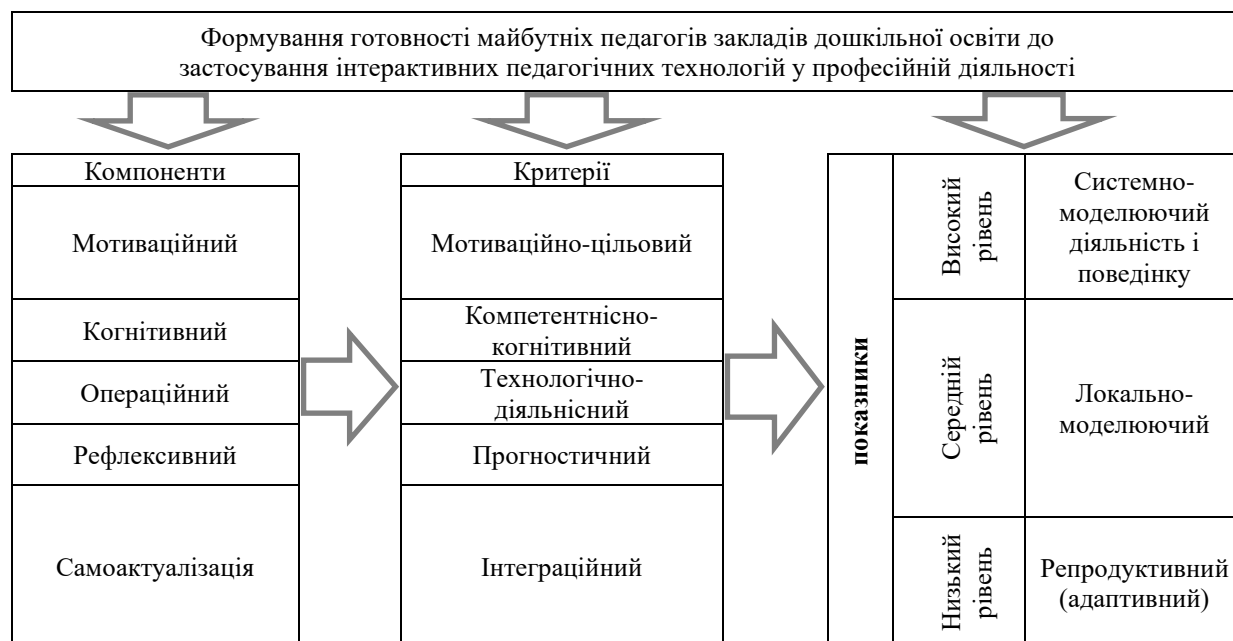 Формування готовності майбутніх педагогів закладів дошкільної освіти до
застосування інтерактивних педагогічних технологій у професійній діяльності
Компоненти
Мотиваційний
Когнітивний
Операційний
Рефлексивний
Самоактуалізація
Критерії
Мотиваційно-цільовий
Компетентнісно-
когнітивний
Технологічно-
діяльнісний
Прогностичний
Інтеграційний
показники
Високий
рівень
Системно-
моделюючий
діяльність і
поведінку
Середній
рівень
Локально-
моделюючий
Низький
рівень
Репродуктивний
(адаптивний)